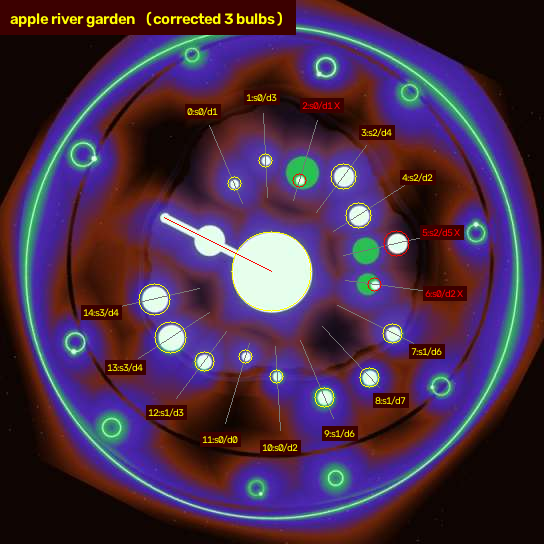 apple river garden (corrected 3 bulbs)
1:s0/d3
2:s0/d1 X
0:s0/d1
3:s2/d4
4:s2/d2
5:s2/d5 X
6:s0/d2 X
14:s3/d4
7:s1/d6
13:s3/d4
8:s1/d7
12:s1/d3
9:s1/d6
11:s0/d0
10:s0/d2